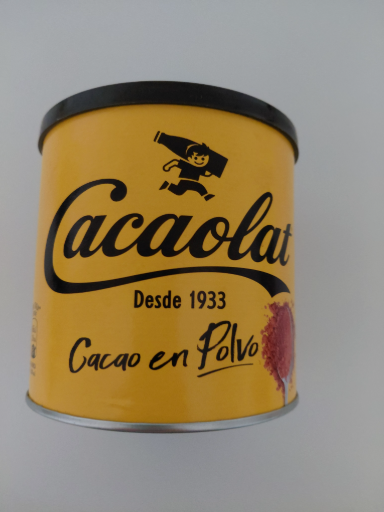 Cacaolat
Desde 1933
Cacao en Polvo